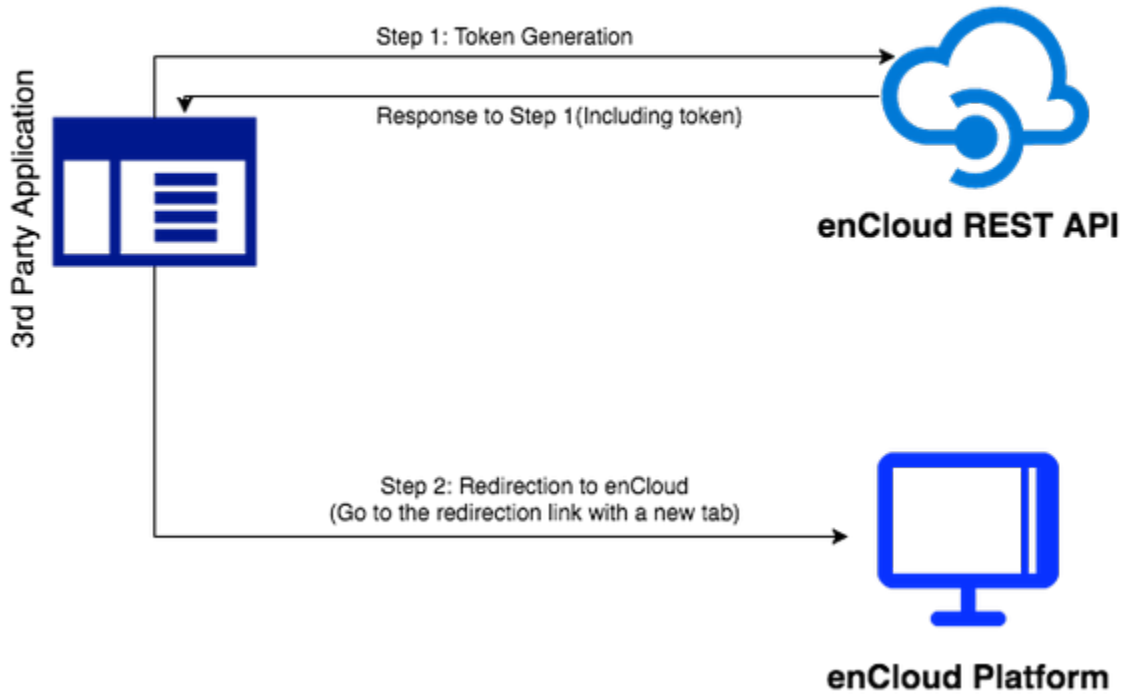 Step 1: Token Generation
Response to Step 1(Including token)
3rd Party Application
enCloud REST API
Step 2: Redirection to enCloud
(Go to the redirection link with a new tab)
enCloud Platform